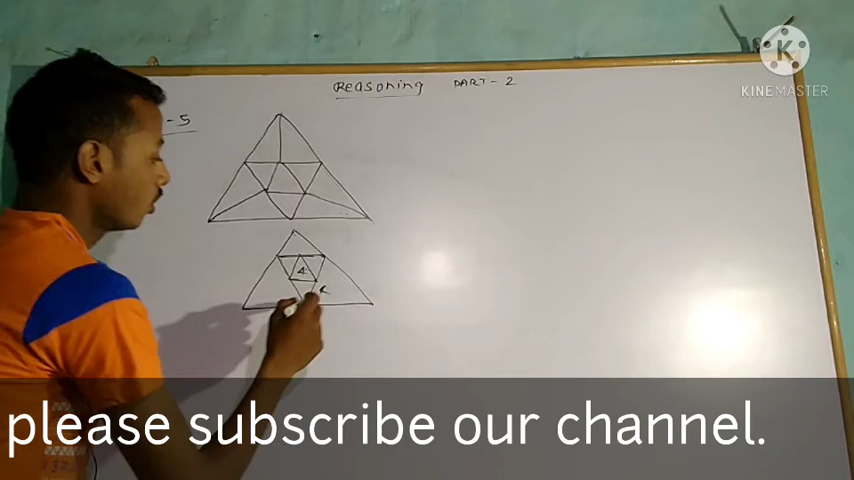 Reasoning PART-2
K
KINEMASTER
-5
4
please subscribe our channel.